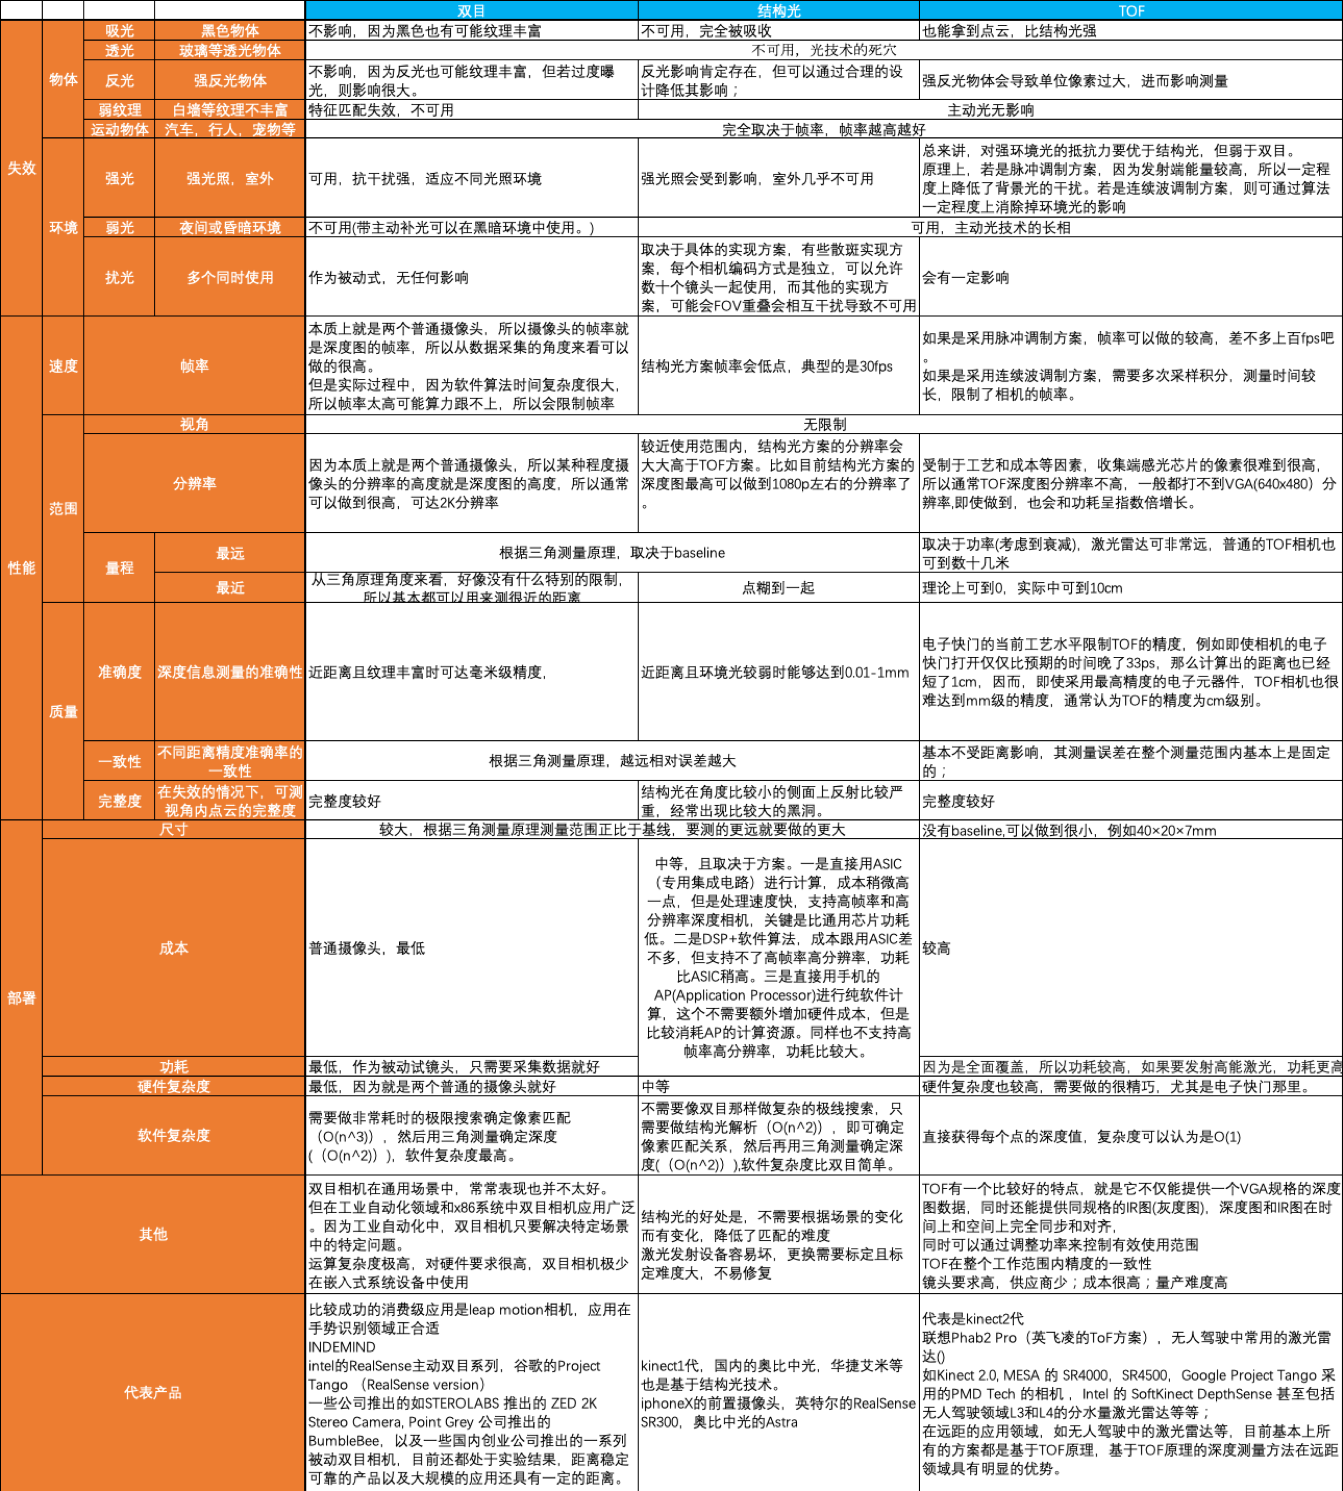 双目 结构光 TOF
失效
物体
吸光 黑色物体 不影响，因为黑色也有可能纹理丰富 不可用，完全被吸收 也能拿到点云，比结构光强
透光 玻璃等透光物体 不可用，光技术的死穴
反光 强反光物体
不影响，因为反光也可能纹理丰富，但若过度曝
光，则影响很大。
反光影响肯定存在，但可以通过合理的设
计降低其影响；
强反光物体会导致单位像素过大，进而影响测量
弱纹理 白墙等纹理不丰富 特征匹配失效，不可用 主动光无影响
运动物体 汽车，行人，宠物等 完全取决于帧率，帧率越高越好
环境
强光 强光照，室外 可用，抗干扰强，适应不同光照环境 强光照会受到影响，室外几乎不可用
总来讲，对强环境光的抵抗力要优于结构光，但弱于双目。
原理上，若是脉冲调制方案，因为发射端能量较高，所以一定程
度上降低了背景光的干扰。若是连续波调制方案，则可通过算法
一定程度上消除掉环境光的影响
弱光 夜间或昏暗环境 不可用(带主动补光可以在黑暗环境中使用。) 可用，主动光技术的长相
扰光 多个同时使用 作为被动式，无任何影响
取决于具体的实现方案，有些散斑实现方
案，每个相机编码方式是独立，可以允许
数十个镜头一起使用，而其他的实现方
案，可能会FOV重叠会相互干扰导致不可用
会有一定影响
性能
速度 帧率
本质上就是两个普通摄像头，所以摄像头的帧率就
是深度图的帧率，所以从数据采集的角度来看可以
做的很高。
但是实际过程中，因为软件算法时间复杂度很大，
所以帧率太高可能算力跟不上，所以会限制帧率
结构光方案帧率会低点，典型的是30fps
如果是采用脉冲调制方案，帧率可以做的较高，差不多上百fps吧
。
如果是采用连续波调制方案，需要多次采样积分，测量时间较
长，限制了相机的帧率。
范围
视角 无限制
分辨率
因为本质上就是两个普通摄像头，所以某种程度摄
像头的分辨率的高度就是深度图的高度，所以通常
可以做到很高，可达2K分辨率
较近使用范围内，结构光方案的分辨率会
大大高于TOF方案。比如目前结构光方案的
深度图最高可以做到1080p左右的分辨率了
。
受制于工艺和成本等因素，收集端感光芯片的像素很难到很高，
所以通常TOF深度图分辨率不高，一般都打不到VGA(640x480）分
辨率,即使做到，也会和功耗呈指数倍增长。
量程
最远 根据三角测量原理，取决于baseline
取决于功率(考虑到衰减)，激光雷达可非常远，普通的TOF相机也
可到数十几米
最近
从三角原理角度来看，好像没有什么特别的限制，
所以基本都可以用来测很近的距离
点糊到一起
理论上可到0，实际中可到10cm
质量
准确度 深度信息测量的准确性 近距离且纹理丰富时可达毫米级精度， 近距离且环境光较弱时能够达到0.01-1mm
电子快门的当前工艺水平限制TOF的精度，例如即使相机的电子
快门打开仅仅比预期的时间晚了33ps，那么计算出的距离也已经
短了1cm，因而，即使采用最高精度的电子元器件，TOF相机也很
难达到mm级的精度，通常认为TOF的精度为cm级别。
一致性
不同距离精度准确率的
一致性
根据三角测量原理，越远相对误差越大
基本不受距离影响，其测量误差在整个测量范围内基本上是固定
的；
完整度
在失效的情况下，可测
视角内点云的完整度
完整度较好
结构光在角度比较小的侧面上反射比较严
重，经常出现比较大的黑洞。
完整度较好
部署
尺寸 较大，根据三角测量原理测量范围正比于基线，要测的更远就要做的更大 没有baseline,可以做到很小，例如40×20×7mm
成本
普通摄像头，最低
中等，且取决于方案。一是直接用ASIC
（专用集成电路）进行计算，成本稍微高
一点，但是处理速度快，支持高帧率和高
分辨率深度相机，关键是比通用芯片功耗
低。二是DSP+软件算法，成本跟用ASIC差
不多，但支持不了高帧率高分辨率，功耗
比ASIC稍高。三是直接用手机的
AP(Application Processor)进行纯软件计
算，这个不需要额外增加硬件成本，但是
比较消耗AP的计算资源。同样也不支持高
帧率高分辨率，功耗比较大。
较高
功耗 最低，作为被动试镜头，只需要采集数据就好 因为是全面覆盖，所以功耗较高，如果要发射高能激光，功耗更高
硬件复杂度 最低，因为就是两个普通的摄像头就好 中等 硬件复杂度也较高，需要做的很精巧，尤其是电子快门那里。
软件复杂度
需要做非常耗时的极限搜索确定像素匹配
（O(n^3)），然后用三角测量确定深度
(（O(n^2)）)，软件复杂度最高。
不需要像双目那样做复杂的极线搜索，只
需要做结构光解析（O(n^2)），即可确定
像素匹配关系，然后再用三角测量确定深
度(（O(n^2)）),软件复杂度比双目简单。
直接获得每个点的深度值，复杂度可以认为是O(1)
其他
双目相机在通用场景中，常常表现也并不太好。
但在工业自动化领域和x86系统中双目相机应用广泛
。因为工业自动化中，双目相机只要解决特定场景
中的特定问题。
运算复杂度极高，对硬件要求很高，双目相机极少
在嵌入式系统设备中使用
结构光的好处是，不需要根据场景的变化
而有变化，降低了匹配的难度
激光发射设备容易坏，更换需要标定且标
定难度大，不易修复
TOF有一个比较好的特点，就是它不仅能提供一个VGA规格的深度
图数据，同时还能提供同规格的IR图(灰度图)，深度图和IR图在时
间上和空间上完全同步和对齐，
同时可以通过调整功率来控制有效使用范围
TOF在整个工作范围内精度的一致性
镜头要求高，供应商少；成本很高；量产难度高
代表产品
比较成功的消费级应用是leap motion相机，应用在
手势识别领域正合适
INDEMIND
intel的RealSense主动双目系列，谷歌的Project
Tango （RealSense version）
一些公司推出的如STEROLABS 推出的 ZED 2K
Stereo Camera, Point Grey 公司推出的
BumbleBee，以及一些国内创业公司推出的一系列
被动双目相机，目前还都处于实验结果，距离稳定
可靠的产品以及大规模的应用还具有一定的距离。
kinect1代，国内的奥比中光，华捷艾米等
也是基于结构光技术。
iphoneX的前置摄像头，英特尔的RealSense
SR300，奥比中光的Astra
代表是kinect2代
联想Phab2 Pro（英飞凌的ToF方案），无人驾驶中常用的激光雷
达()
如Kinect 2.0, MESA 的 SR4000，SR4500，Google Project Tango 采
用的PMD Tech 的相机 ，Intel 的 SoftKinect DepthSense 甚至包括
无人驾驶领域L3和L4的分水量激光雷达等等；
在远距的应用领域，如无人驾驶中的激光雷达等，目前基本上所
有的方案都是基于TOF原理，基于TOF原理的深度测量方法在远距
领域具有明显的优势。